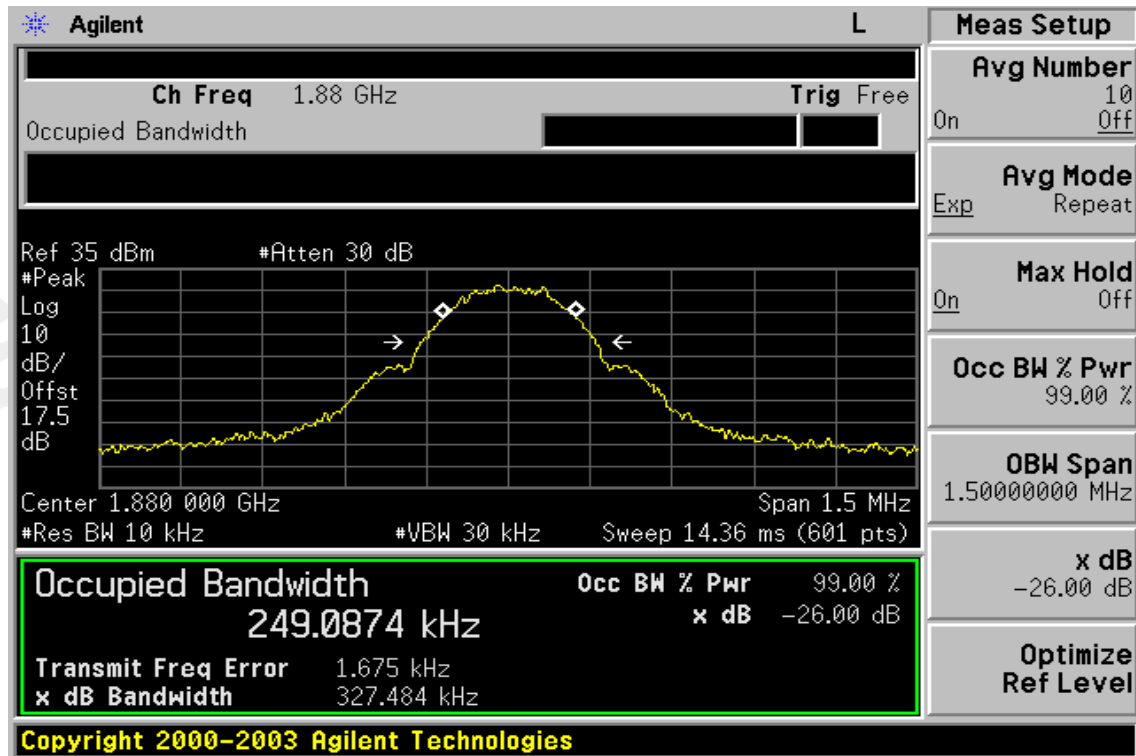 Agilent L
Meas Setup
Ch Freq 1.88 GHz Trig Free
Occupied Bandwidth
Avg Number
10
On Off
Avg Mode
Exp Repeat
Max Hold
On Off
Occ BW % Pwr
99.00 %
OBW Span
1.50000000 MHz
x dB
-26.00 dB
Optimize
Ref Level
Ref 35 dBm #Atten 30 dB
#Peak
Log
10
dB/
Offst
17.5
dB
Center 1.880 000 GHz Span 1.5 MHz
#Res BW 10 kHz #VBW 30 kHz Sweep 14.36 ms (601 pts)
Occupied Bandwidth Occ BW % Pwr 99.00 %
249.0874 kHz x dB -26.00 dB
Transmit Freq Error 1.675 kHz
x dB Bandwidth 327.484 kHz
Copyright 2000-2003 Agilent Technologies